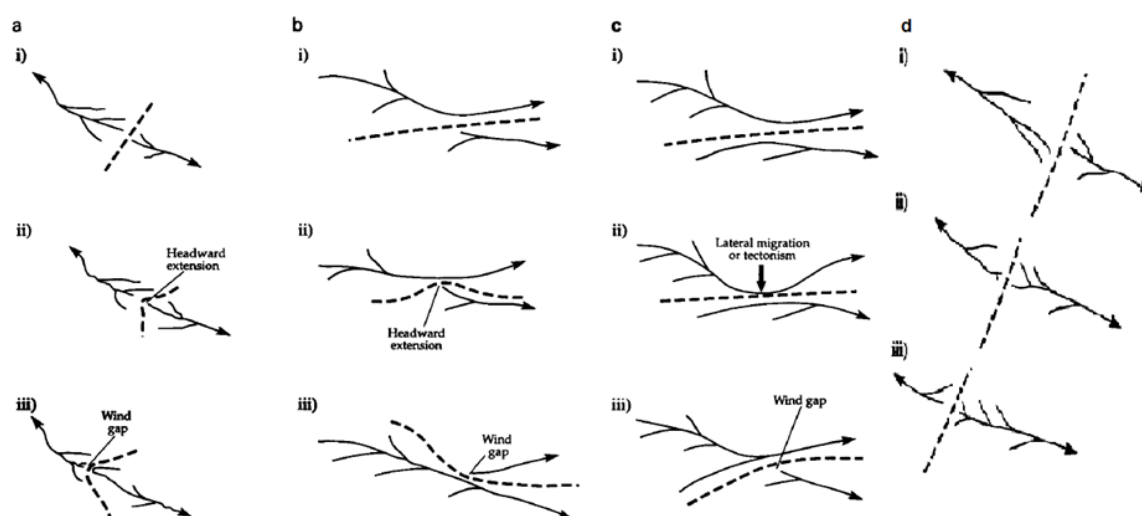 a
b
c
d
i)
i)
i)
i)
ii)
Headward
extension
ii)
Headward
extension
ii)
Lateral migration
or tectonism
ii)
iii)
Wind
gap
iii)
Wind
gap
iii)
Wind gap
iii)